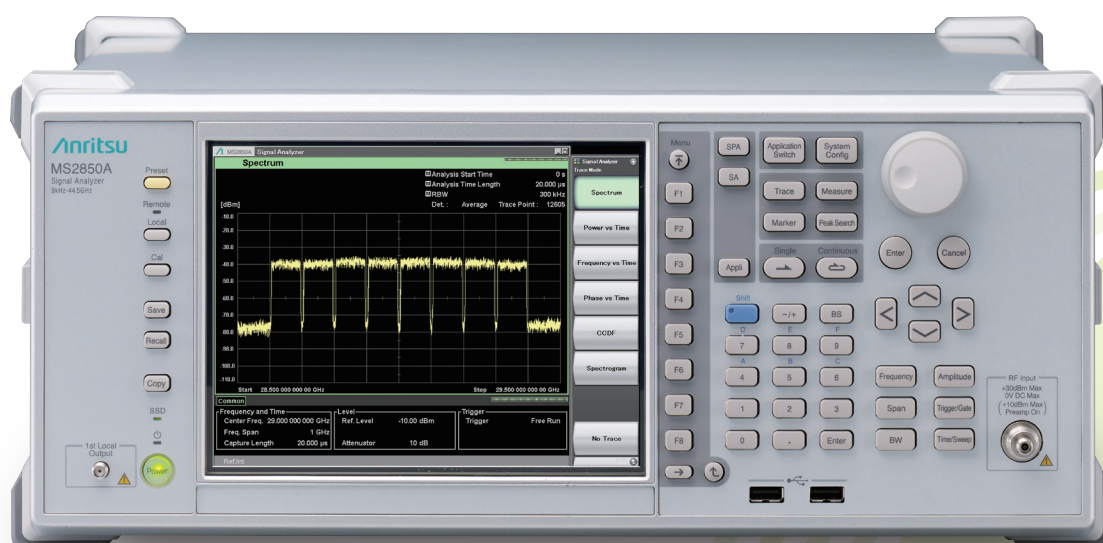 Anritsu
MS2850A
Signal Analyzer
9kHz-44.5GHz
Preset
Remote
Local
Cal
Save
Recall
Copy
SSD
1st Local
Output
Power
MS2850A Signal Analyzer
Spectrum
Analysis Start Time 0 s
Analysis Time Length 20.000 µs
RBW 300 kHz
[dBm] Det. : Average Trace Point : 12605
-10.0
-20.0
-30.0
-40.0
-50.0
-60.0
-70.0
-80.0
-90.0
-100.0
-110.0
Start 28.500 000 000 00 GHz Stop 29.500 000 000 00 GHz
Common
Frequency and Time
Center Freq. 29.000 000 000 GHz
Freq. Span 1 GHz
Capture Length 20.000 µs
Level
Ref. Level -10.00 dBm
Attenuator 10 dB
Trigger
Trigger Free Run
Ref.Int
Signal Analyzer
Trace Mode
Spectrum
Power vs Time
Frequency vs Time
Phase vs Time
CCDF
Spectrogram
No Trace
Menu
F1
F2
F3
F4
F5
F6
F7
F8
SPA
SA
Appli
Application
Switch
System
Config
Trace
Measure
Marker
Peak Search
Single
Continuous
Enter
Cancel
Shift
-/+
BS
D
E
F
7
8
9
A
B
C
4
5
6
1
2
3
0
.
Enter
Frequency
Amplitude
Span
Trigger/Gate
BW
Time/Sweep
RF Input
+30dBm Max
0V DC Max
(+10dBm Max
Preamp On)